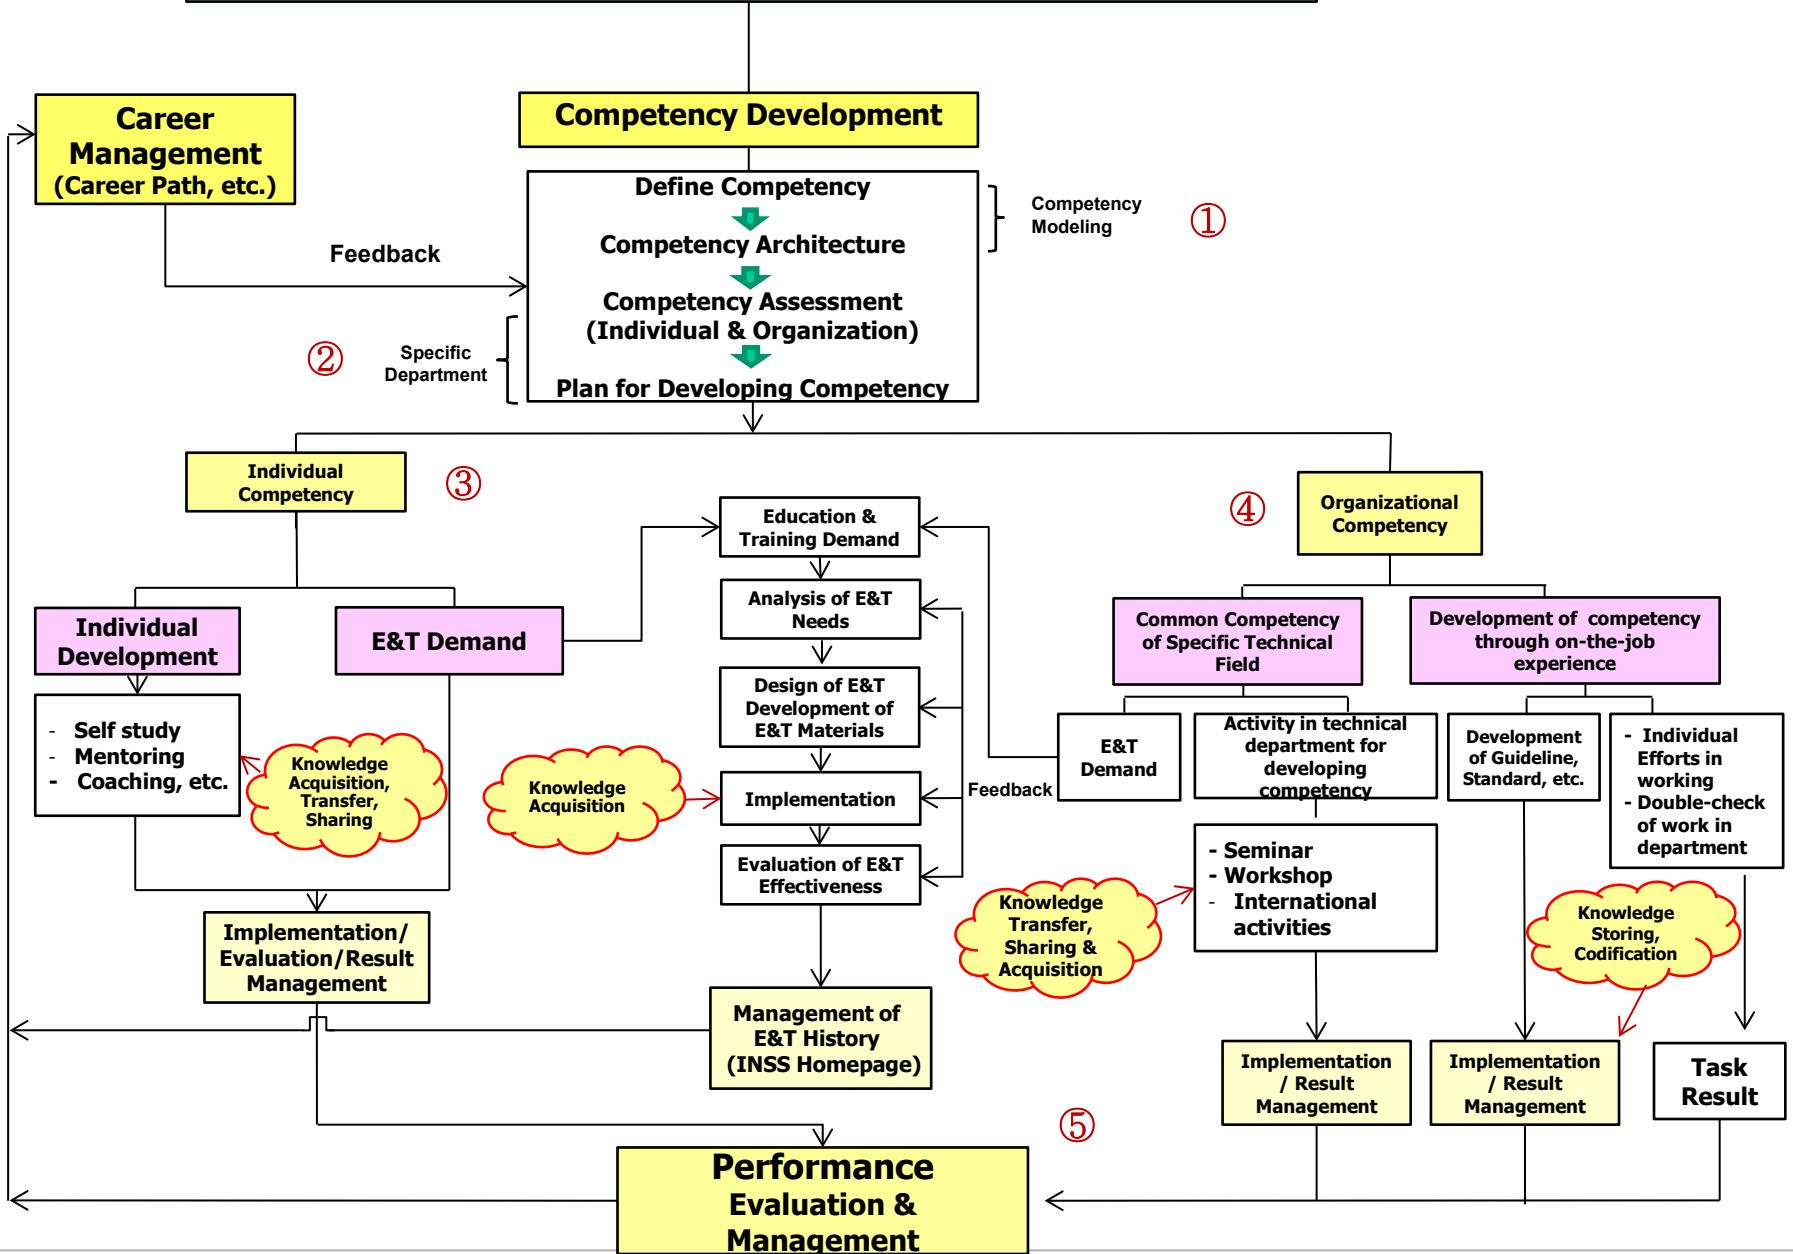 Career
Management
(Career Path, etc.)
Competency Development
Define Competency
Competency Architecture
Competency Assessment
(Individual & Organization)
Plan for Developing Competency
Competency
Modeling
①
Feedback
②
Specific
Department
Individual
Competency
③
④
Organizational
Competency
Individual
Development
E&T Demand
- Self study
- Mentoring
- Coaching, etc.
Knowledge
Acquisition,
Transfer,
Sharing
Implementation/
Evaluation/Result
Management
Education &
Training Demand
Analysis of E&T
Needs
Design of E&T
Development of
E&T Materials
Knowledge
Acquisition
Implementation
Feedback
Evaluation of E&T
Effectiveness
Management of
E&T History
(INSS Homepage)
Common Competency
of Specific Technical
Field
Development of competency
through on-the-job
experience
E&T
Demand
Activity in technical
department for
developing
competency
Development
of Guideline,
Standard, etc.
- Individual
Efforts in
working
- Double-check
of work in
department
- Seminar
- Workshop
- International
activities
Knowledge
Transfer,
Sharing &
Acquisition
Knowledge
Storing,
Codification
Implementation
/ Result
Management
Implementation
/ Result
Management
Task
Result
⑤
Performance
Evaluation &
Management